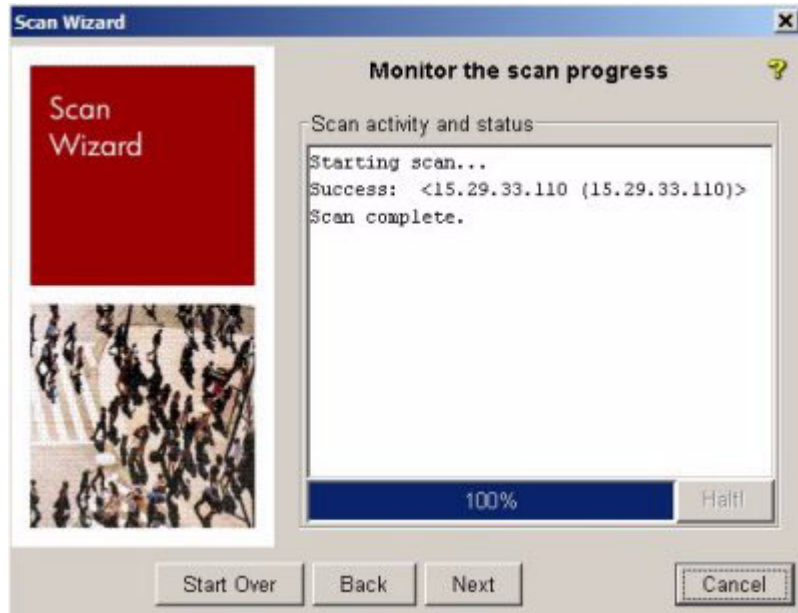 Scan Wizard
Scan
Wizard
Monitor the scan progress
Scan activity and status
Starting scan...
Success:  <15.29.33.110 (15.29.33.110)>
Scan complete.
100%
Halt!
Start Over
Back
Next
Cancel